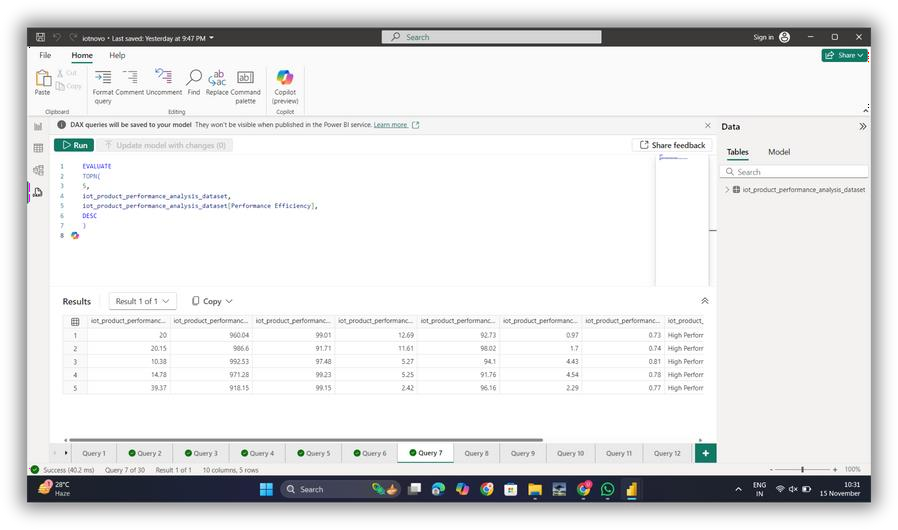 iotnovo • Last saved: Yesterday at 9:47 PM
Search
Sign in
File
Home
Help
Share
Paste
Cut
Copy
Format query
Comment
Uncomment
Find
Replace
Command palette
Copilot (preview)
Clipboard
Editing
Copilot
DAX queries will be saved to your model They won't be visible when published in the Power BI service. Learn more
Run
Update model with changes (0)
Share feedback
1 EVALUATE
2 TOPN(
3 5,
4 iot_product_performance_analysis_dataset,
5 iot_product_performance_analysis_dataset[Performance Efficiency],
6 DESC
7 )
8
Data
Tables
Model
Search
iot_product_performance_analysis_dataset
Results
Result 1 of 1
Copy
iot_product_performanc... iot_product_performanc... iot_product_performanc... iot_product_performanc... iot_product_performanc... iot_product_performanc... iot_product_performanc... iot_product_
1 20 960.04 99.01 12.69 92.73 0.97 0.73 High Perforr
2 20.15 986.6 91.71 11.61 98.02 1.7 0.74 High Perforr
3 10.38 992.53 97.48 5.27 94.1 4.43 0.81 High Perforr
4 14.78 971.28 99.23 5.25 91.76 4.54 0.78 High Perforr
5 39.37 918.15 99.15 2.42 96.16 2.29 0.77 High Perforr
Query 1
Query 2
Query 3
Query 4
Query 5
Query 6
Query 7
Query 8
Query 9
Query 10
Query 11
Query 12
Success (40.2 ms) Query 7 of 30 Result 1 of 1 10 columns, 5 rows
100%
28°C
Haze
Search
ENG
IN
10:31
15 November